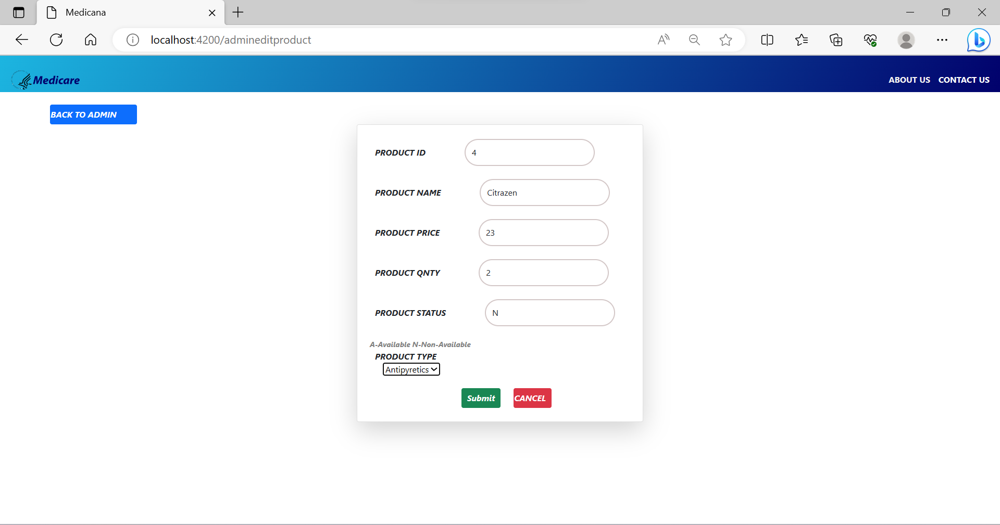 Medicana
localhost:4200/admineditproduct
Medicare
ABOUT US CONTACT US
BACK TO ADMIN
PRODUCT ID 4
PRODUCT NAME Citrazen
PRODUCT PRICE 23
PRODUCT QNTY 2
PRODUCT STATUS N
A-Available N-Non-Available
PRODUCT TYPE
Antipyretics
Submit CANCEL